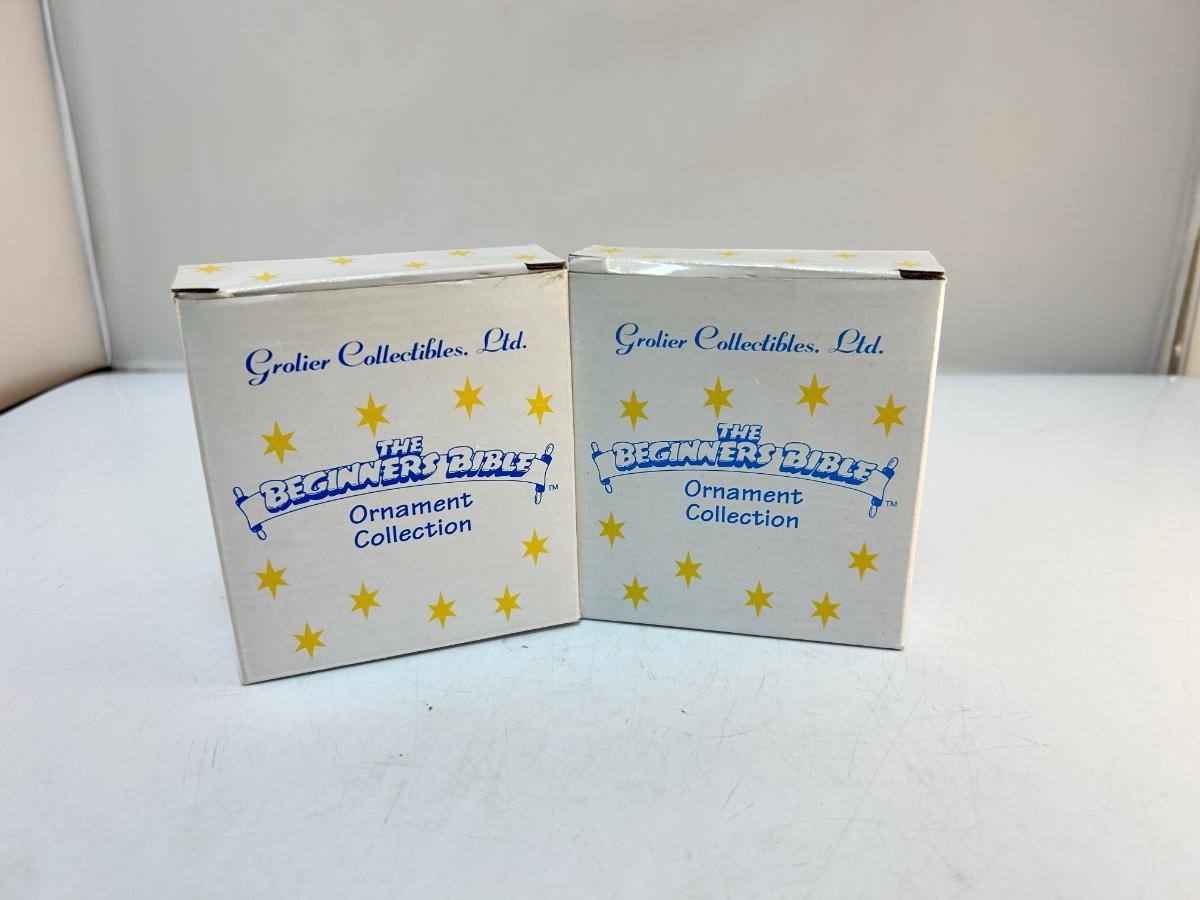 Grolier Collectibles, Ltd.
THE
BEGINNERS BIBLE
TM
Ornament
Collection
Grolier Collectibles, Ltd.
THE
BEGINNERS BIBLE
TM
Ornament
Collection